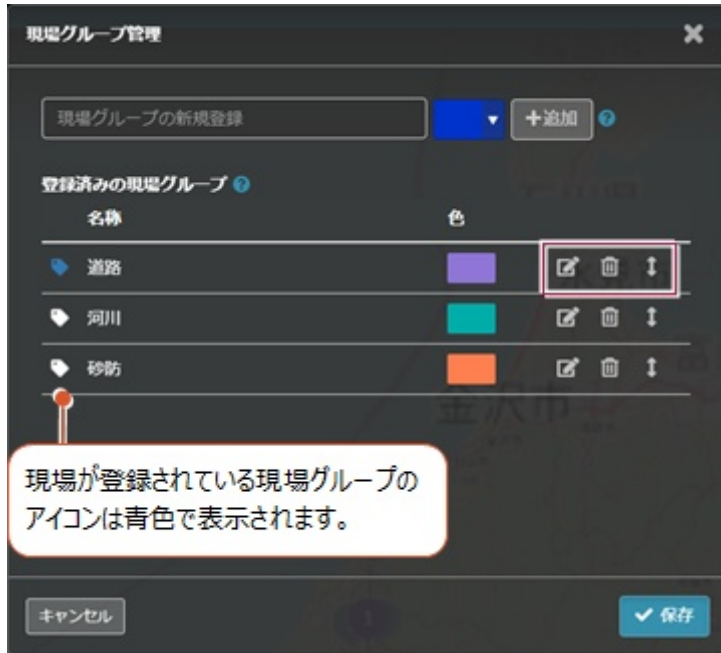 現場グループ管理
現場グループの新規登録
+追加
登録済みの現場グループ
名称 色
道路
河川
砂防
金沢市
現場が登録されている現場グループの
アイコンは青色で表示されます。
キャンセル
保存